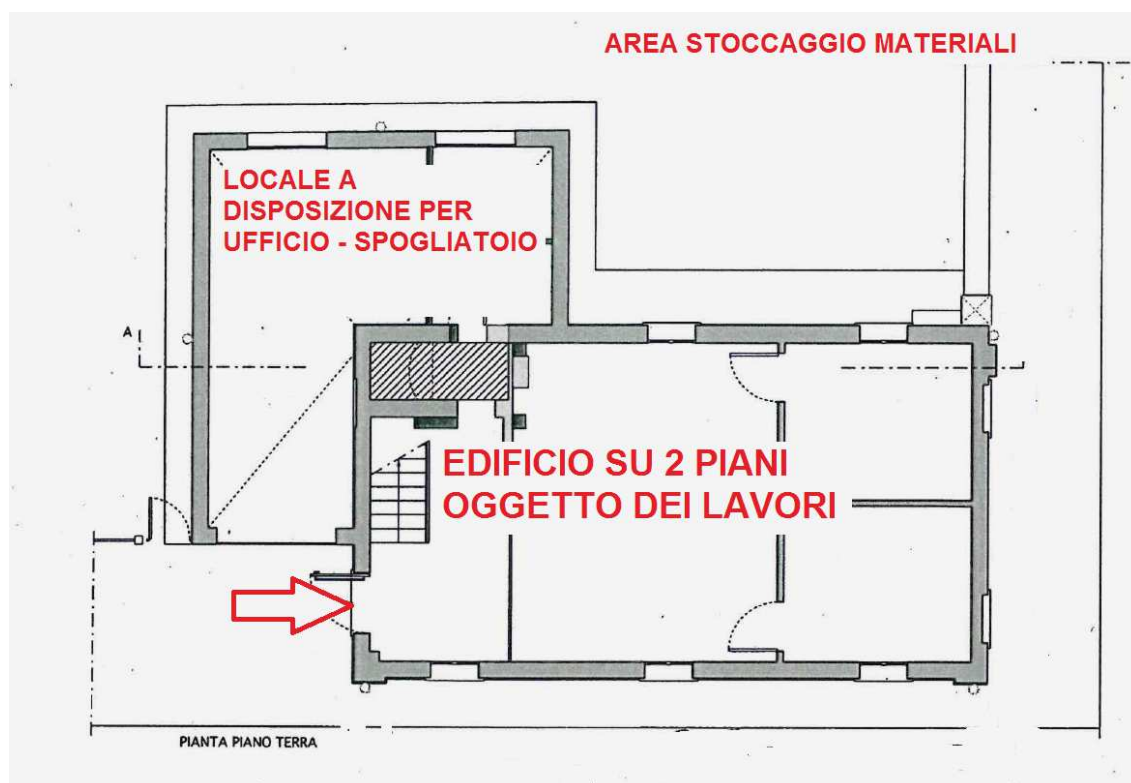 AREA STOCCAGGIO MATERIALI
LOCALE A
DISPOSIZIONE PER
UFFICIO - SPOGLIATOIO
A
EDIFICIO SU 2 PIANI
OGGETTO DEI LAVORI
PIANTA PIANO TERRA